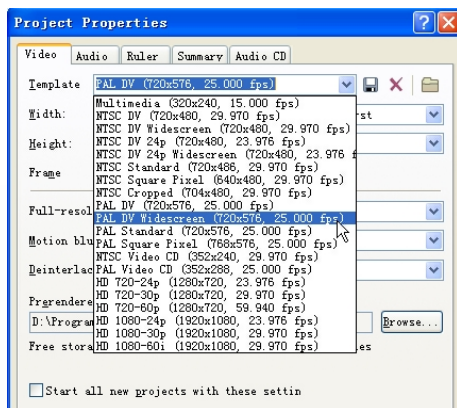 Project Properties
Video Audio Ruler Summary Audio CD
Template PAL DV (720x576, 25.000 fps)
Multimedia (320x240, 15.000 fps)
NTSC DV (720x480, 29.970 fps)
Width: rst
NTSC DV Widescreen (720x480, 29.970 fps)
NTSC DV 24p (720x480, 23.976 fps)
Height:
NTSC DV 24p Widescreen (720x480, 23.976 f
NTSC Standard (720x486, 29.970 fps)
Frame
NTSC Square Pixel (640x480, 29.970 fps)
NTSC Cropped (704x480, 29.970 fps)
PAL DV (720x576, 25.000 fps)
Full-resol
PAL DV Widescreen (720x576, 25.000 fps)
PAL Standard (720x576, 25.000 fps)
Motion blu
PAL Square Pixel (768x576, 25.000 fps)
NTSC Video CD (352x240, 29.970 fps)
Deinterlac
PAL Video CD (352x288, 25.000 fps)
HD 720-24p (1280x720, 23.976 fps)
HD 720-30p (1280x720, 29.970 fps)
Prerendere
HD 720-60p (1280x720, 59.940 fps)
HD 1080-24p (1920x1080, 23.976 fps)
D:\Program Browse...
HD 1080-30p (1920x1080, 29.970 fps)
Free stora es
HD 1080-60i (1920x1080, 29.970 fps)
Start all new projects with these settin